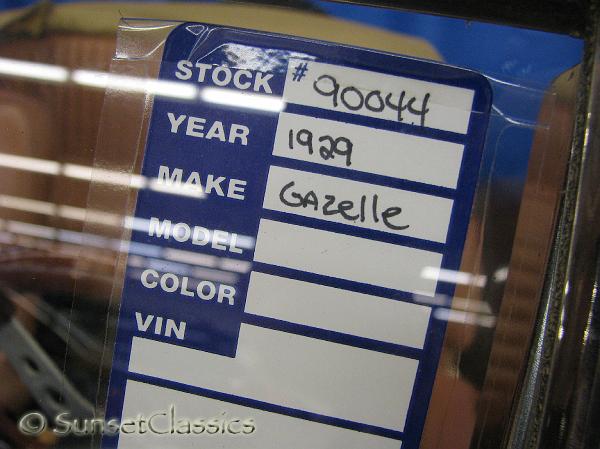 STOCK # 90044
YEAR 1929
MAKE GAzelle
MODEL
COLOR
VIN
© SunsetClassics